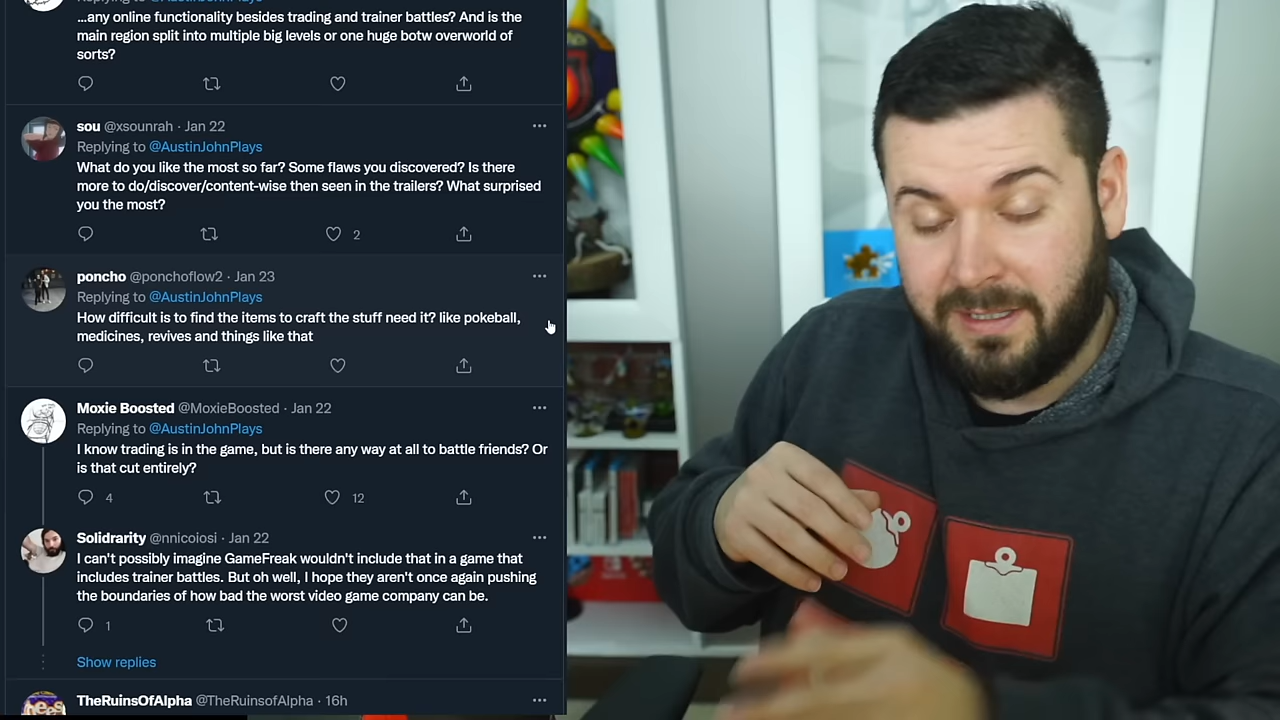 Replying to @AustinJohnPlays
...any online functionality besides trading and trainer battles? And is the
main region split into multiple big levels or one huge botw overworld of
sorts?
sou @xsounrah · Jan 22
Replying to @AustinJohnPlays
What do you like the most so far? Some flaws you discovered? Is there
more to do/discover/content-wise then seen in the trailers? What surprised
you the most?
2
poncho @ponchoflow2 · Jan 23
Replying to @AustinJohnPlays
How difficult is to find the items to craft the stuff need it? like pokeball,
medicines, revives and things like that
Moxie Boosted @MoxieBoosted · Jan 22
Replying to @AustinJohnPlays
I know trading is in the game, but is there any way at all to battle friends? Or
is that cut entirely?
4 12
Solidrarity @nnicoiosi · Jan 22
I can't possibly imagine GameFreak wouldn't include that in a game that
includes trainer battles. But oh well, I hope they aren't once again pushing
the boundaries of how bad the worst video game company can be.
1
Show replies
TheRuinsOfAlpha @TheRuinsofAlpha · 16h